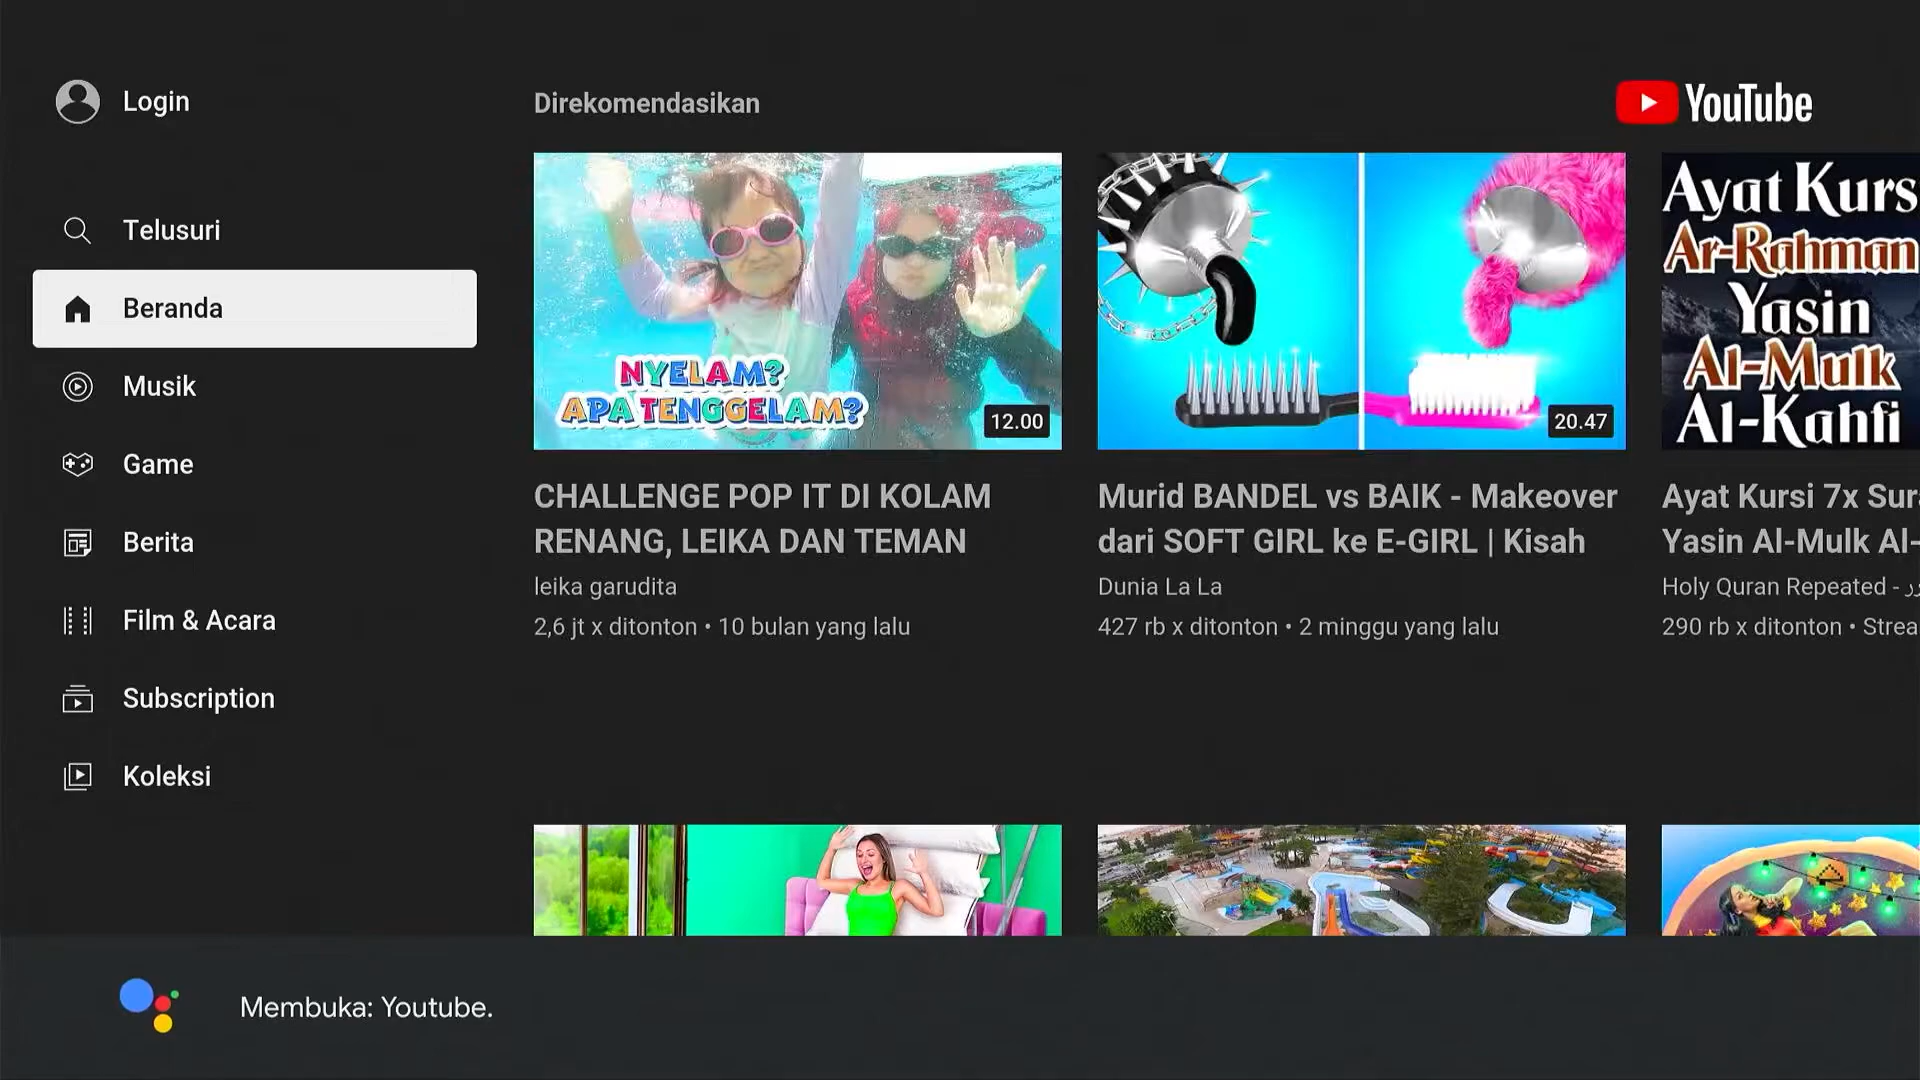 Login
Telusuri
Beranda
Musik
Game
Berita
Film & Acara
Subscription
Koleksi
Direkomendasikan
YouTube
NYELAM?
APA TENGGELAM?
12.00
CHALLENGE POP IT DI KOLAM
RENANG, LEIKA DAN TEMAN
leika garudita
2,6 jt x ditonton • 10 bulan yang lalu
20.47
Murid BANDEL vs BAIK - Makeover
dari SOFT GIRL ke E-GIRL | Kisah
Dunia La La
427 rb x ditonton • 2 minggu yang lalu
Ayat Kurs
Ar-Rahman
Yasin
Al-Mulk
Al-Kahfi
Ayat Kursi 7x Sur
Yasin Al-Mulk Al-
Holy Quran Repeated -
290 rb x ditonton • Strea
Membuka: Youtube.